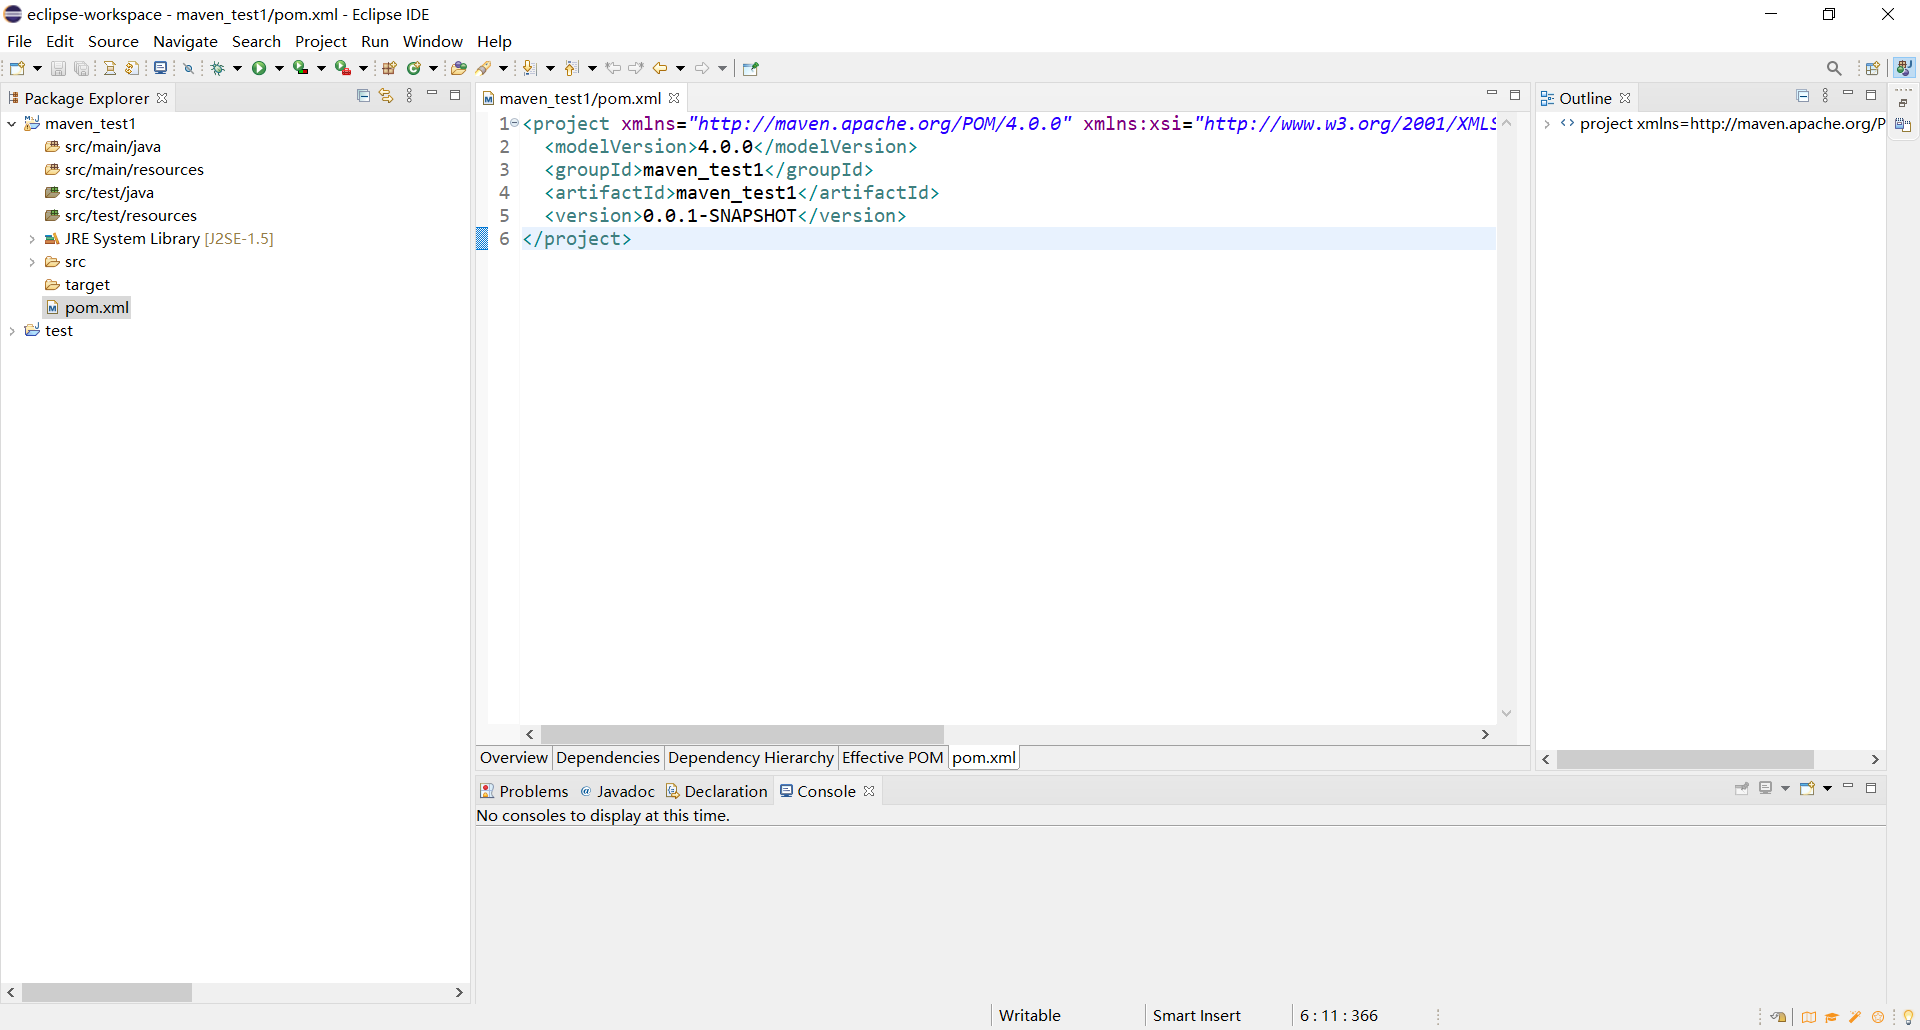 eclipse-workspace - maven_test1/pom.xml - Eclipse IDE
File Edit Source Navigate Search Project Run Window Help
Package Explorer
maven_test1
src/main/java
src/main/resources
src/test/java
src/test/resources
JRE System Library [J2SE-1.5]
src
target
pom.xml
test
maven_test1/pom.xml
1 <project xmlns="http://maven.apache.org/POM/4.0.0" xmlns:xsi="http://www.w3.org/2001/XMLS
2 <modelVersion>4.0.0</modelVersion>
3 <groupId>maven_test1</groupId>
4 <artifactId>maven_test1</artifactId>
5 <version>0.0.1-SNAPSHOT</version>
6 </project>
Overview Dependencies Dependency Hierarchy Effective POM pom.xml
Outline
project xmlns=http://maven.apache.org/P
Problems @ Javadoc Declaration Console
No consoles to display at this time.
Writable Smart Insert 6 : 11 : 366